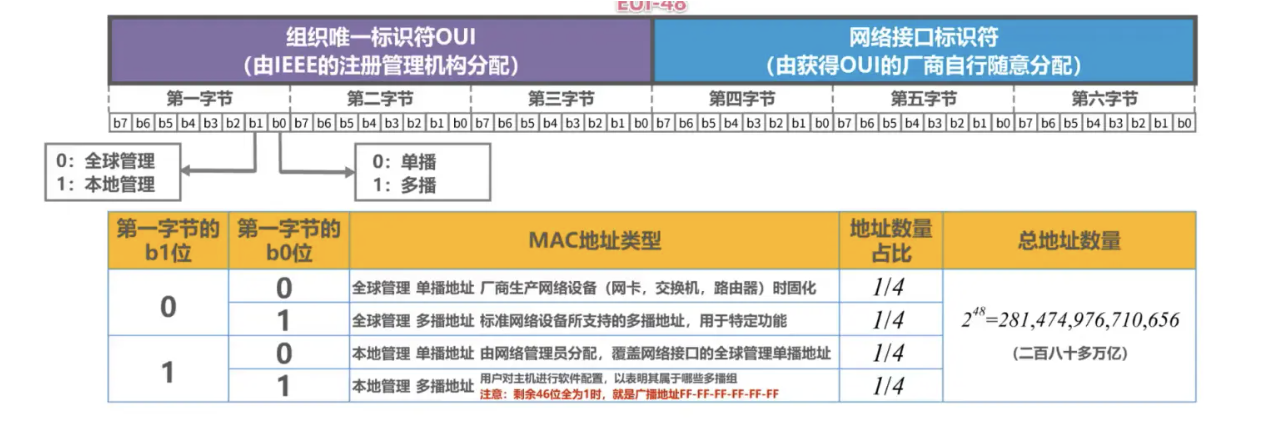 EUI-48
组织唯一标识符OUI 网络接口标识符
（由IEEE的注册管理机构分配） （由获得OUI的厂商自行随意分配）
第一字节 第二字节 第三字节 第四字节 第五字节 第六字节
b7 b6 b5 b4 b3 b2 b1 b0 b7 b6 b5 b4 b3 b2 b1 b0 b7 b6 b5 b4 b3 b2 b1 b0 b7 b6 b5 b4 b3 b2 b1 b0 b7 b6 b5 b4 b3 b2 b1 b0 b7 b6 b5 b4 b3 b2 b1 b0
0：全球管理 0：单播
1：本地管理 1：多播
第一字节的 第一字节的 MAC地址类型 地址数量 总地址数量
b1位 b0位 占比
0 0 全球管理 单播地址 厂商生产网络设备（网卡，交换机，路由器）时固化 1/4
1 全球管理 多播地址 标准网络设备所支持的多播地址，用于特定功能 1/4 2^48=281,474,976,710,656
1 0 本地管理 单播地址 由网络管理员分配，覆盖网络接口的全球管理单播地址 1/4 （二百八十多万亿）
1 本地管理 多播地址 用户对主机进行软件配置，以表明其属于哪些多播组 1/4
注意：剩余46位全为1时，就是广播地址FF-FF-FF-FF-FF-FF